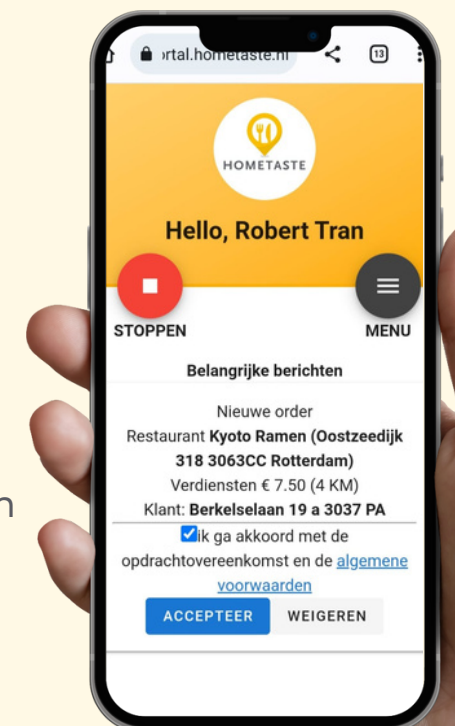 rtal.hometaste.nl
13
HOMETASTE
Hello, Robert Tran
STOPPEN
MENU
Belangrijke berichten
Nieuwe order
Restaurant Kyoto Ramen (Oostzeedijk
318 3063CC Rotterdam)
Verdiensten € 7.50 (4 KM)
Klant: Berkelselaan 19 a 3037 PA
ik ga akkoord met de
opdrachtovereenkomst en de algemene
voorwaarden
ACCEPTEER WEIGEREN